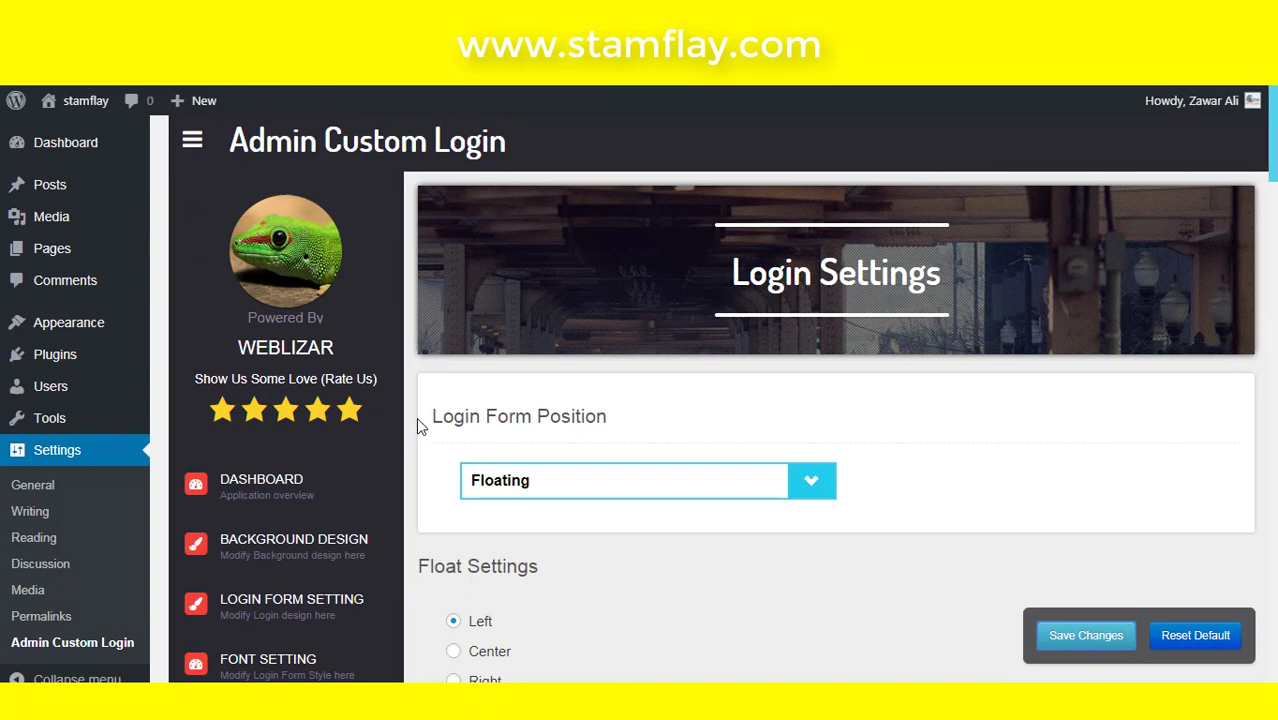 www.stamflay.com
stamflay
0
New
Howdy, Zawar Ali
Dashboard
Posts
Media
Pages
Comments
Appearance
Plugins
Users
Tools
Settings
General
Writing
Reading
Discussion
Media
Permalinks
Admin Custom Login
Collapse menu
Admin Custom Login
Powered By
WEBLIZAR
Show Us Some Love (Rate Us)
DASHBOARD
Application overview
BACKGROUND DESIGN
Modify Background design here
LOGIN FORM SETTING
Modify Login design here
FONT SETTING
Modify Login Form Style here
Login Settings
Login Form Position
Floating
Float Settings
Left
Center
Right
Save Changes
Reset Default